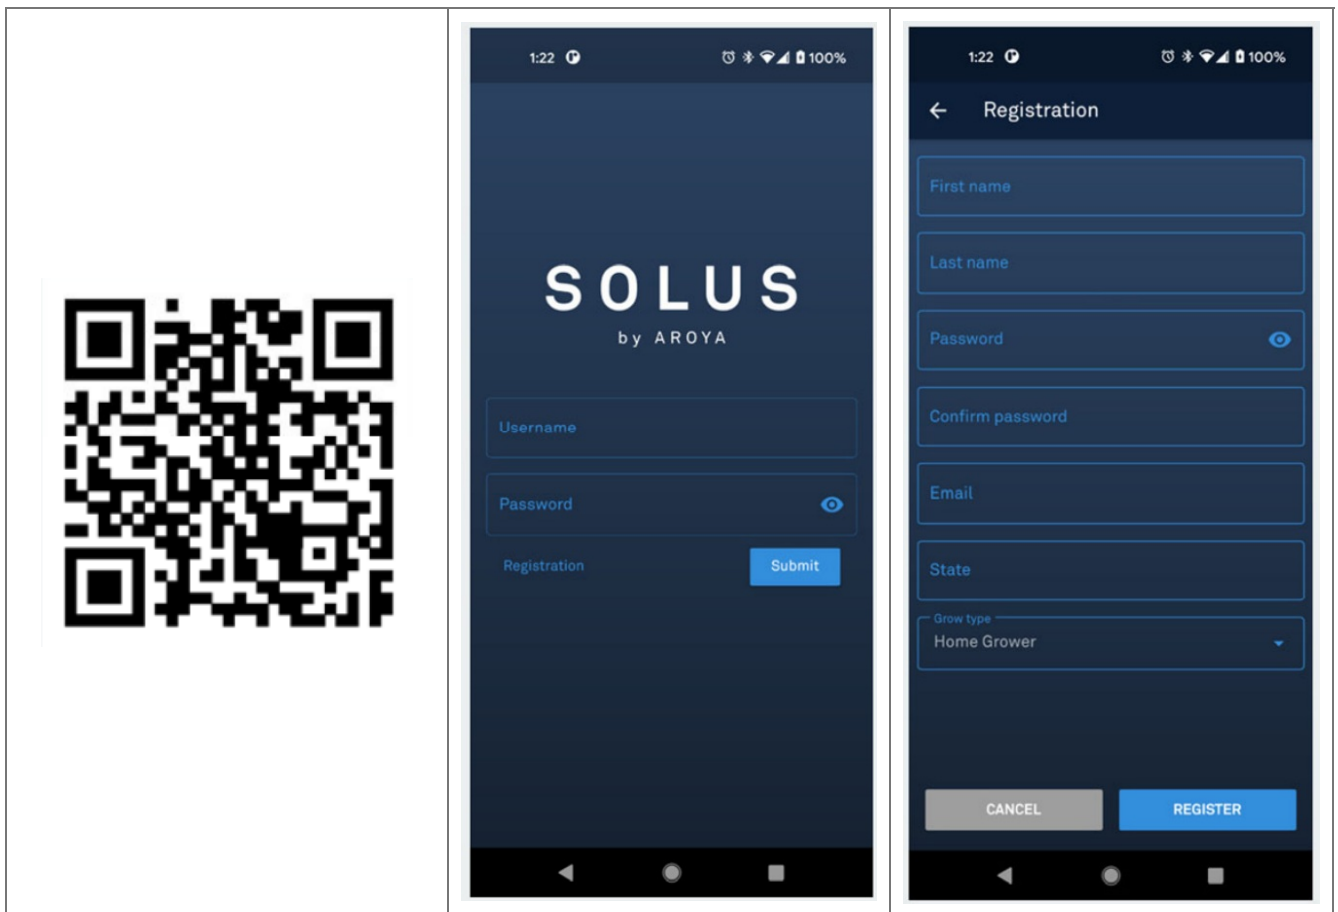 1:22 100%
SOLUS
by AROYA
Username
Password
Registration Submit
1:22 100%
Registration
First name
Last name
Password
Confirm password
Email
State
Grow type
Home Grower
CANCEL REGISTER